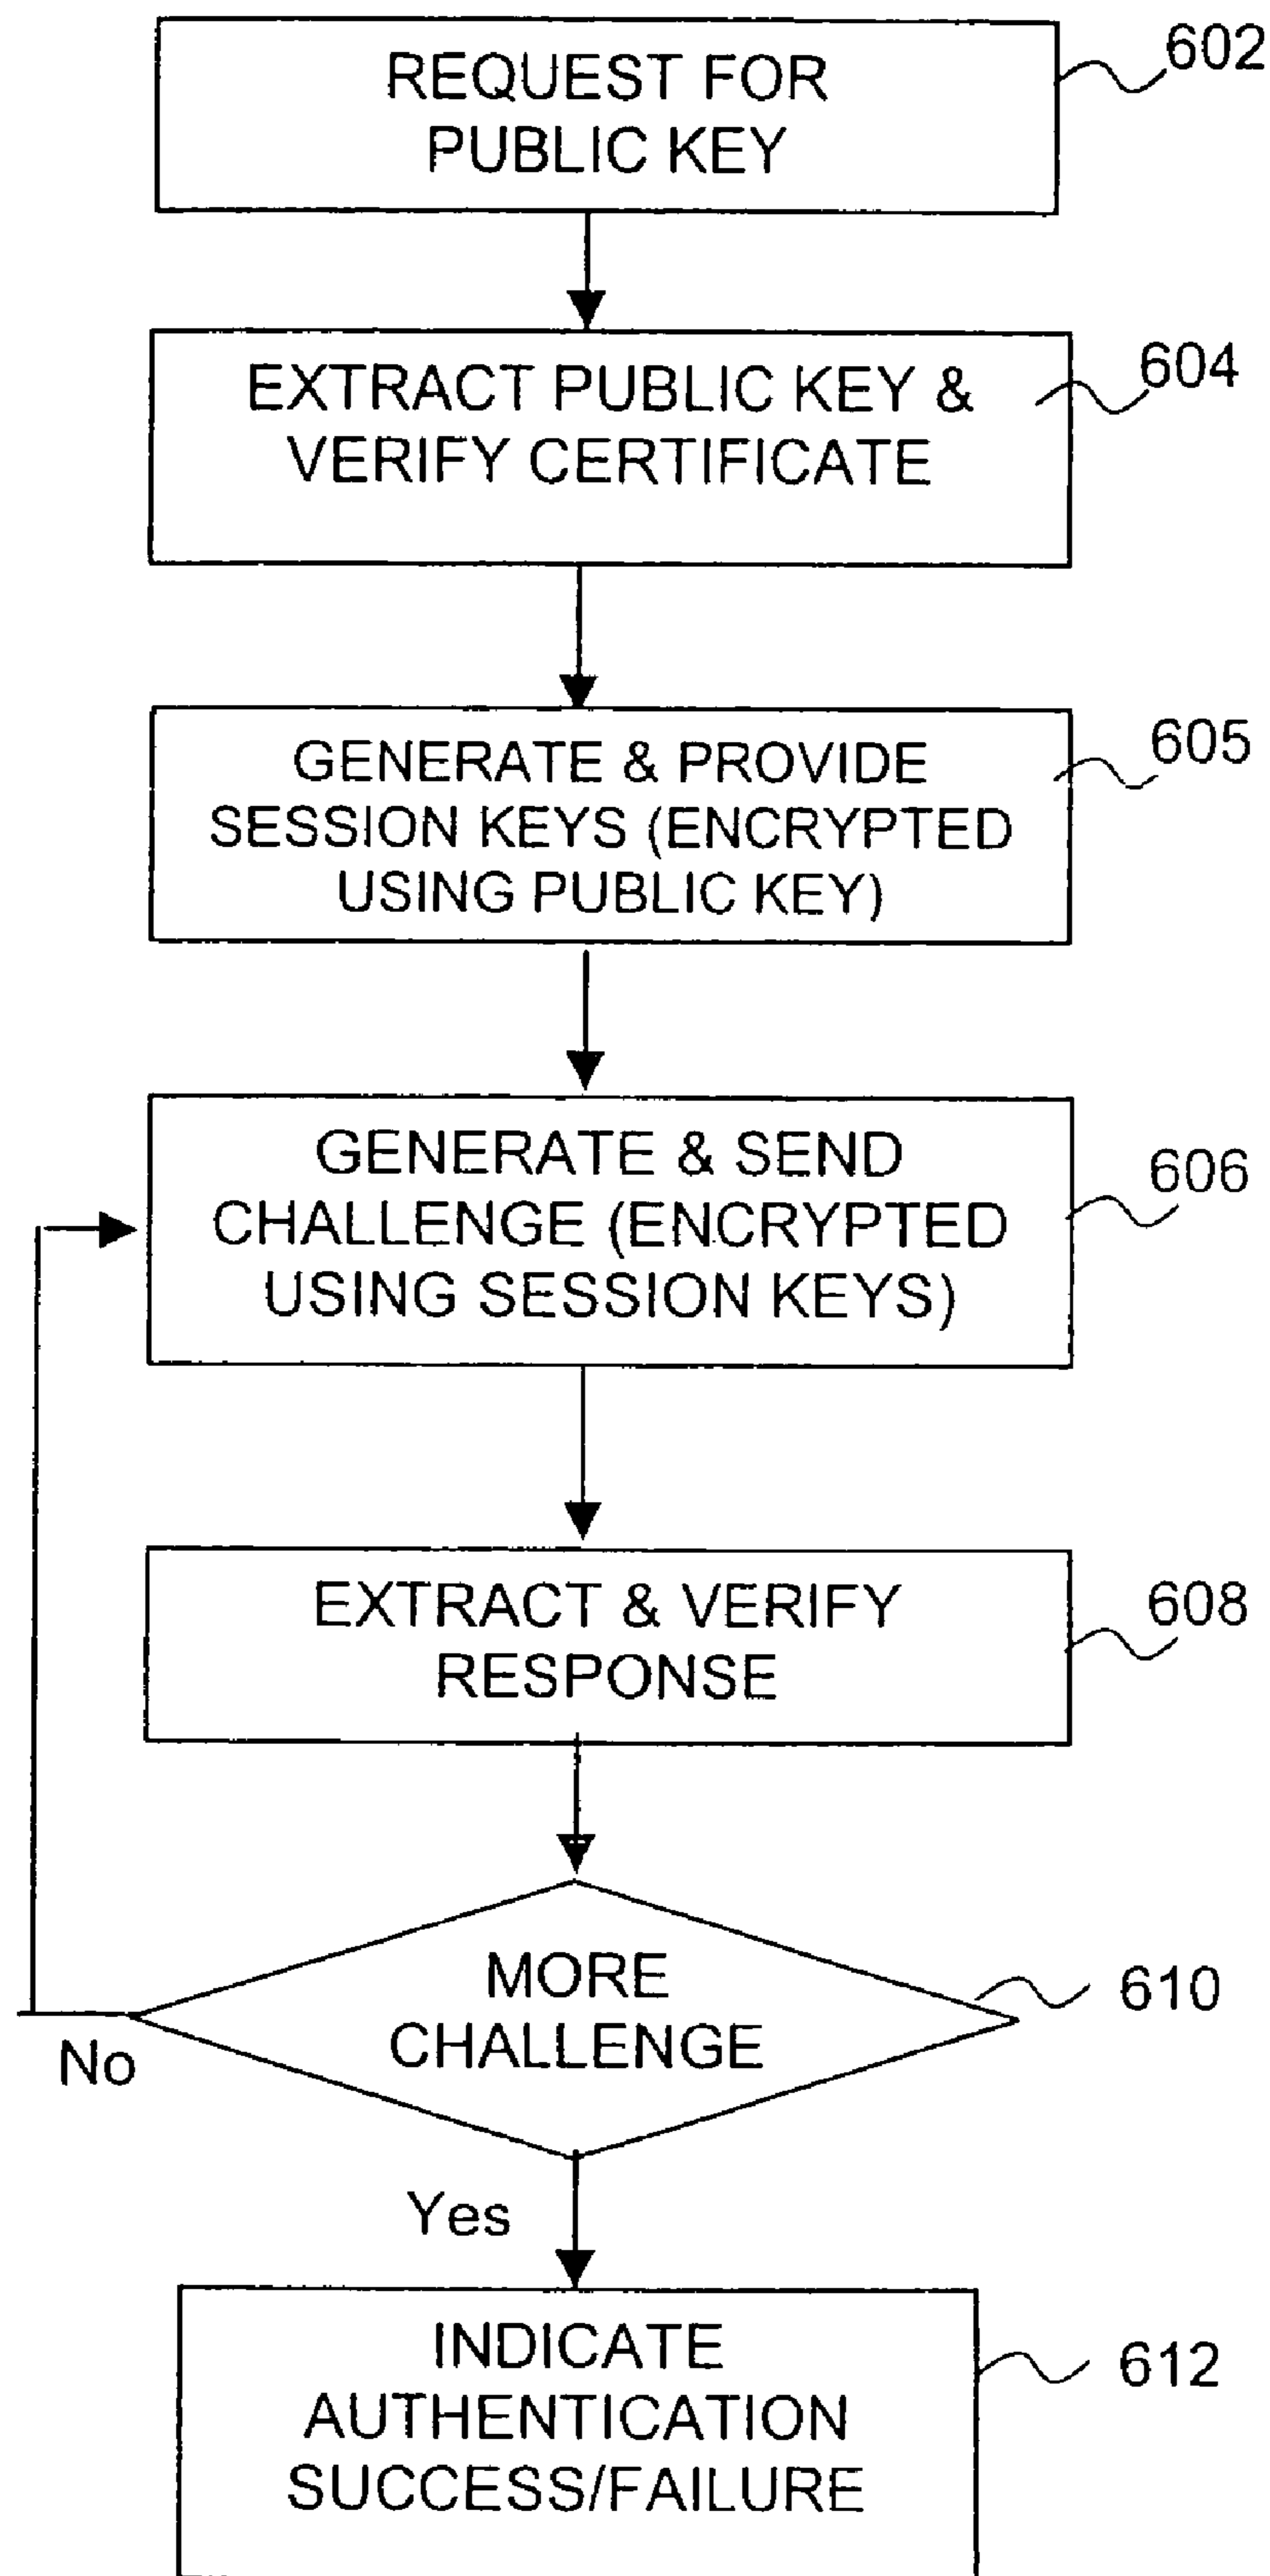 REQUEST FOR
PUBLIC KEY
602
EXTRACT PUBLIC KEY &
VERIFY CERTIFICATE
604
GENERATE & PROVIDE
SESSION KEYS (ENCRYPTED
USING PUBLIC KEY)
605
GENERATE & SEND
CHALLENGE (ENCRYPTED
USING SESSION KEYS)
606
EXTRACT & VERIFY
RESPONSE
608
MORE
CHALLENGE
610
No
Yes
INDICATE
AUTHENTICATION
SUCCESS/FAILURE
612